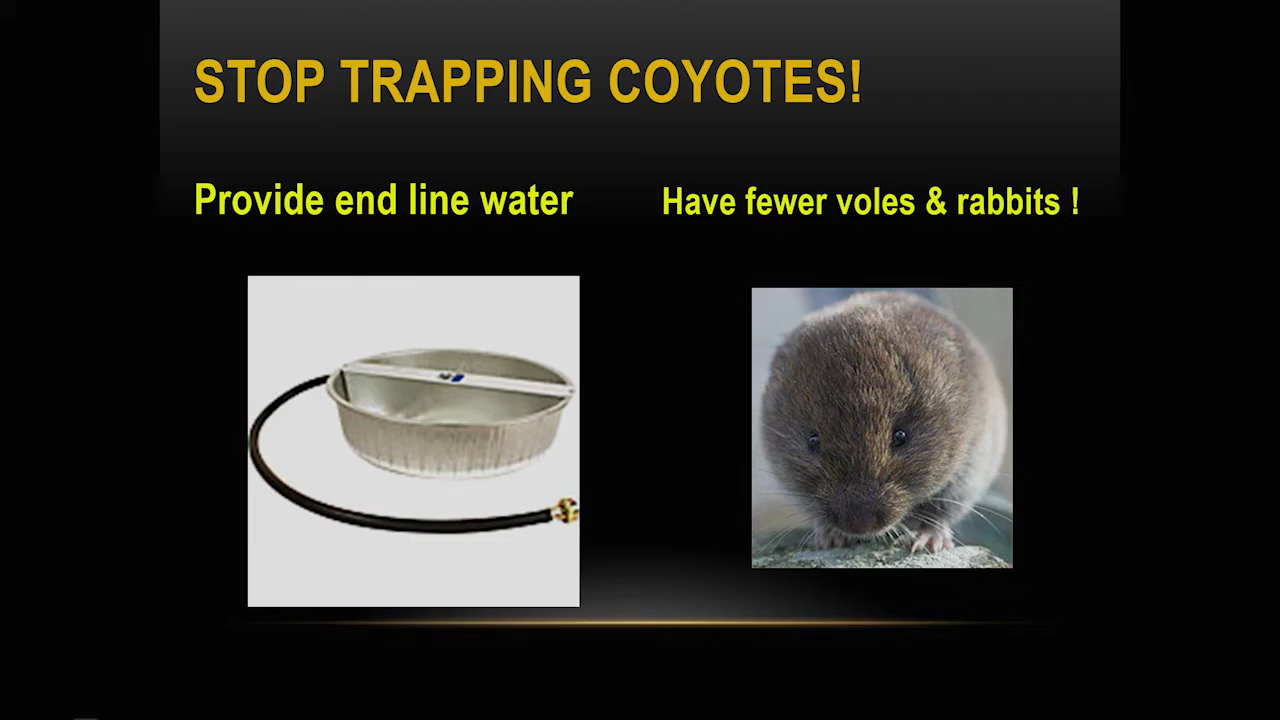 STOP TRAPPING COYOTES!
Provide end line water
Have fewer voles & rabbits !